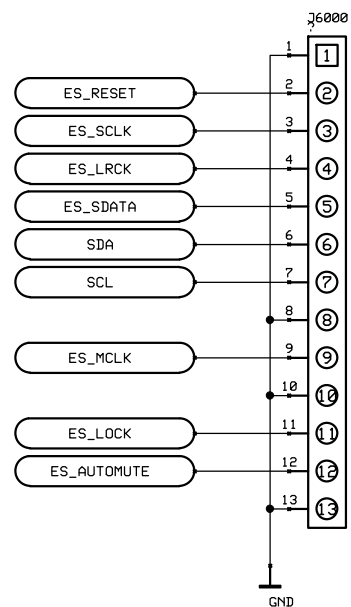 J6000
?
1 1
ES_RESET 2 2
ES_SCLK 3 3
ES_LRCK 4 4
ES_SDATA 5 5
SDA 6 6
SCL 7 7
8 8
ES_MCLK 9 9
10 10
ES_LOCK 11 11
ES_AUTOMUTE 12 12
13 13
GND